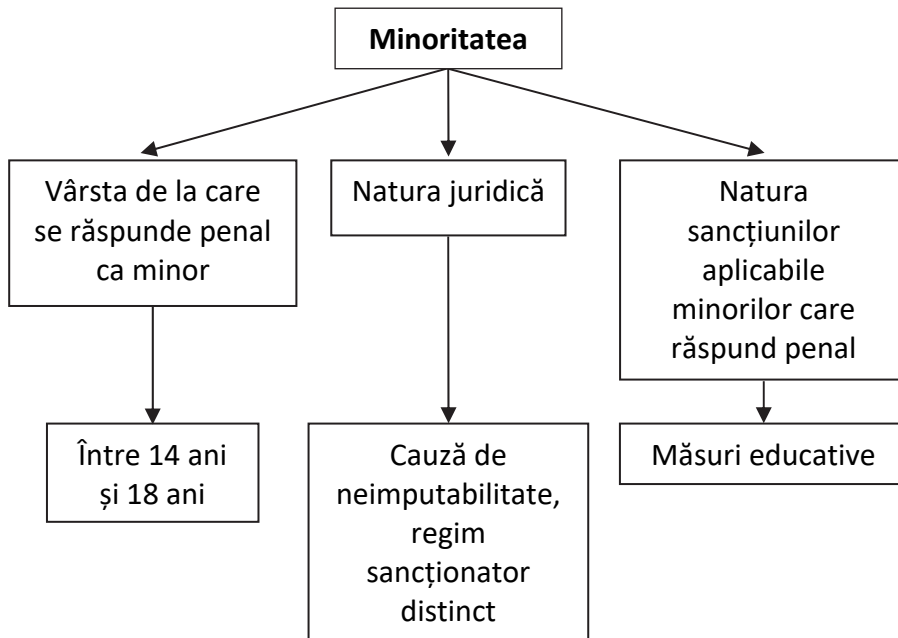 Minoritatea
Vârsta de la care
se răspunde penal
ca minor
Natura juridică
Natura
sancțiunilor
aplicabile
minorilor care
răspund penal
Între 14 ani
și 18 ani
Cauză de
neimputabilitate,
regim
sancționator
distinct
Măsuri educative